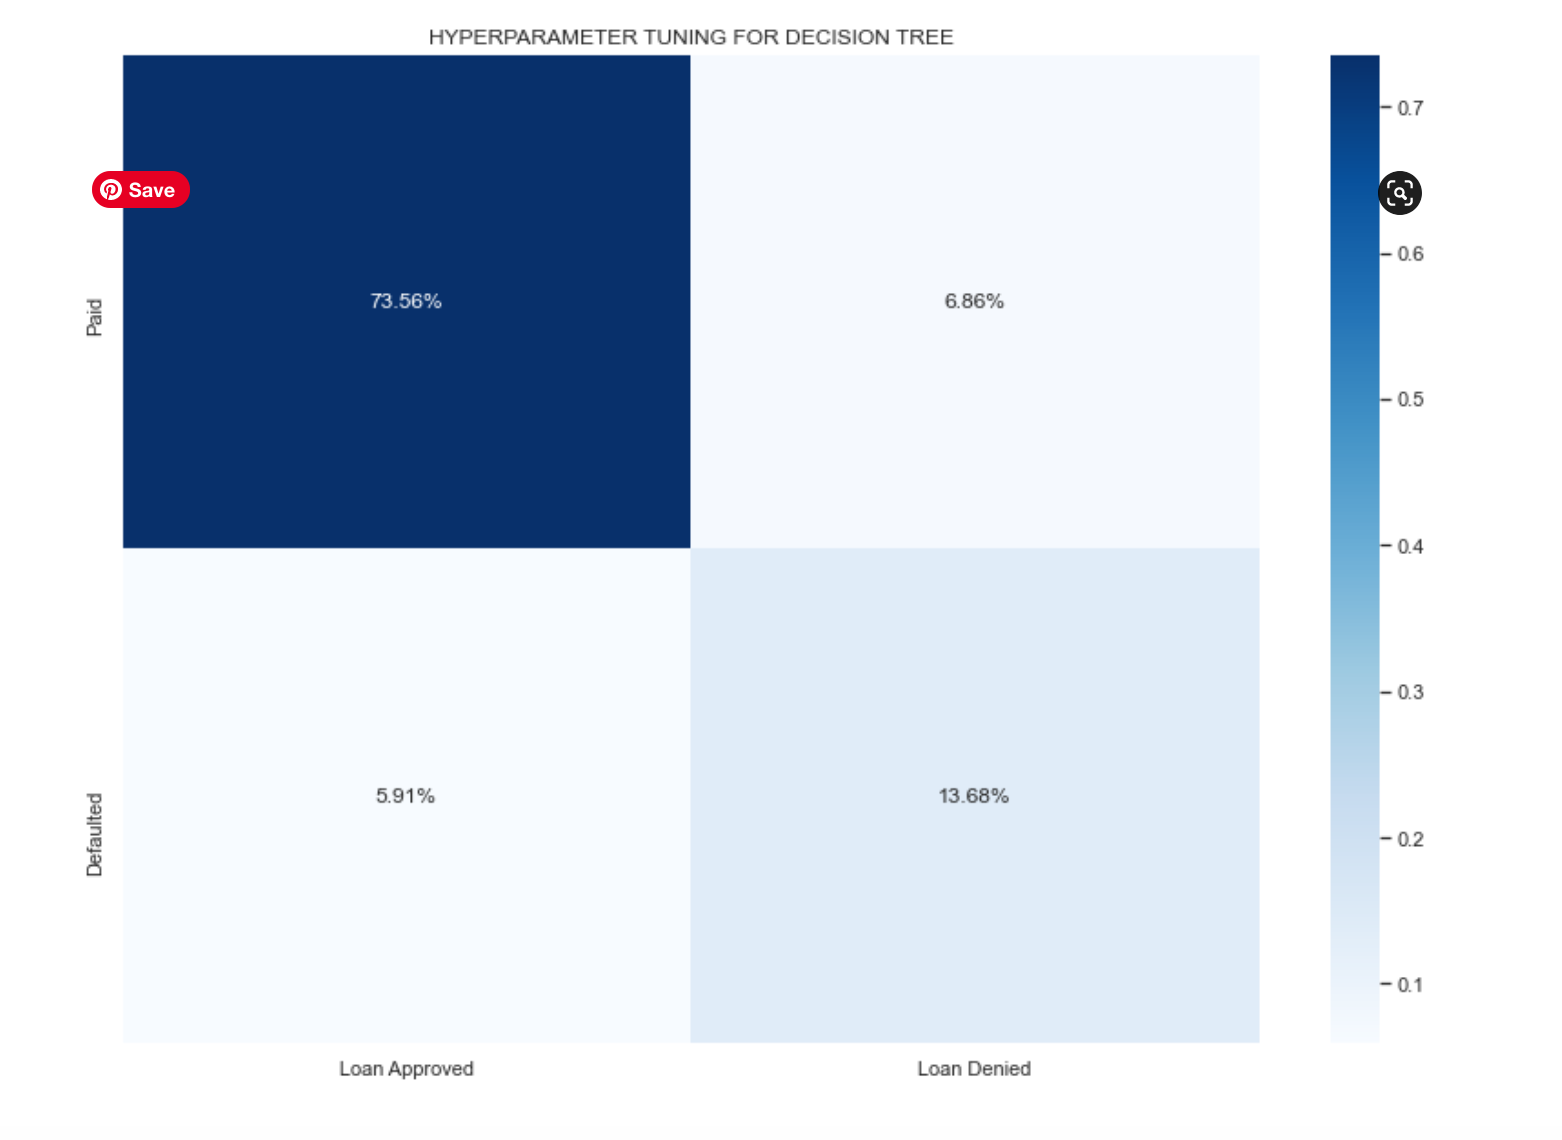 HYPERPARAMETER TUNING FOR DECISION TREE
0.7
Save
0.6
Paid
73.56%
6.86%
0.5
0.4
0.3
Defaulted
5.91%
13.68%
0.2
0.1
Loan Approved
Loan Denied